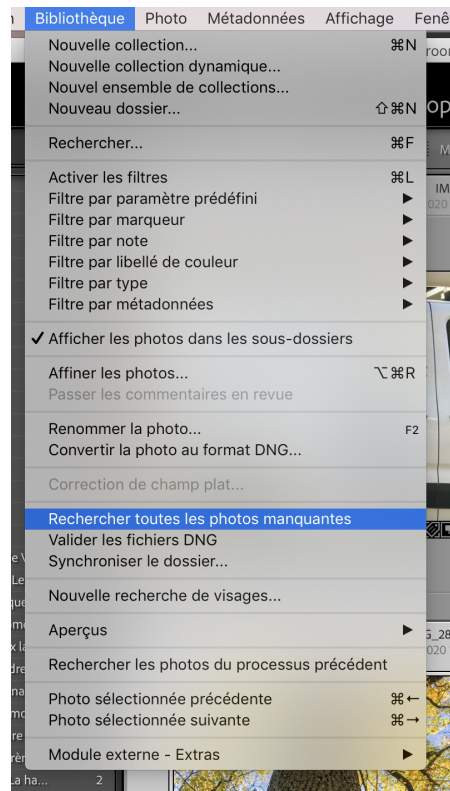 Bibliothèque Photo Métadonnées Affichage Fenê
Nouvelle collection... ⌘N
Nouvelle collection dynamique...
Nouvel ensemble de collections...
Nouveau dossier... ⇧⌘N
Rechercher... ⌘F
Activer les filtres ⌘L
Filtre par paramètre prédéfini ▶
Filtre par marqueur ▶
Filtre par note ▶
Filtre par libellé de couleur ▶
Filtre par type ▶
Filtre par métadonnées ▶
✓ Afficher les photos dans les sous-dossiers
Affiner les photos... ⌥⌘R
Passer les commentaires en revue
Renommer la photo... F2
Convertir la photo au format DNG...
Correction de champ plat...
Rechercher toutes les photos manquantes
Valider les fichiers DNG
Synchroniser le dossier...
Nouvelle recherche de visages...
Aperçus ▶
Rechercher les photos du processus précédent
Photo sélectionnée précédente ⌘←
Photo sélectionnée suivante ⌘→
Module externe - Extras ▶
La ha... 2